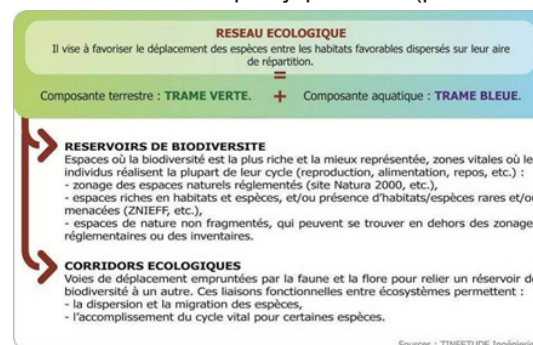 RESEAU ECOLOGIQUE
Il vise à favoriser le déplacement des espèces entre les habitats favorables dispersés sur leur aire
de répartition.
=
Composante terrestre : TRAME VERTE. + Composante aquatique : TRAME BLEUE.
RESERVOIRS DE BIODIVERSITE
Espaces où la biodiversité est la plus riche et la mieux représentée, zones vitales où le
individus réalisent la plupart de leur cycle (reproduction, alimentation, repos, etc.) :
- zonage des espaces naturels réglementés (site Natura 2000, etc.),
- espaces riches en habitats et espèces, et/ou présence d'habitats/espèces rares et/ou
menacées (ZNIEFF, etc.),
- espaces de nature non fragmentés, qui peuvent se trouver en dehors des zonage
réglementaires ou des inventaires.
CORRIDORS ECOLOGIQUES
Voies de déplacement empruntées par la faune et la flore pour relier un réservoir de
biodiversité à un autre. Ces liaisons fonctionnelles entre écosystèmes permettent :
- la dispersion et la migration des espèces,
- l'accomplissement du cycle vital pour certaines espèces.